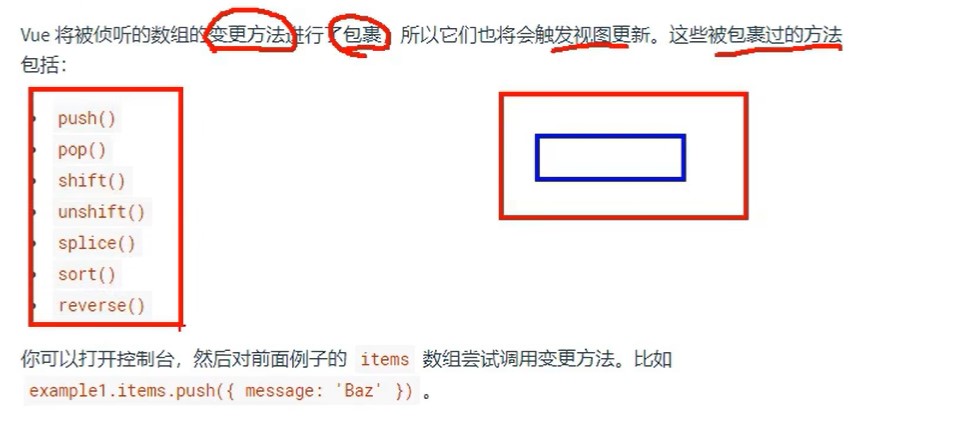 Vue 将被侦听的数组的变更方法进行了包裹，所以它们也将会触发视图更新。这些被包裹过的方法
包括：
push()
pop()
shift()
unshift()
splice()
sort()
reverse()
你可以打开控制台，然后对前面例子的 items 数组尝试调用变更方法。比如
example1.items.push({ message: 'Baz' }) 。